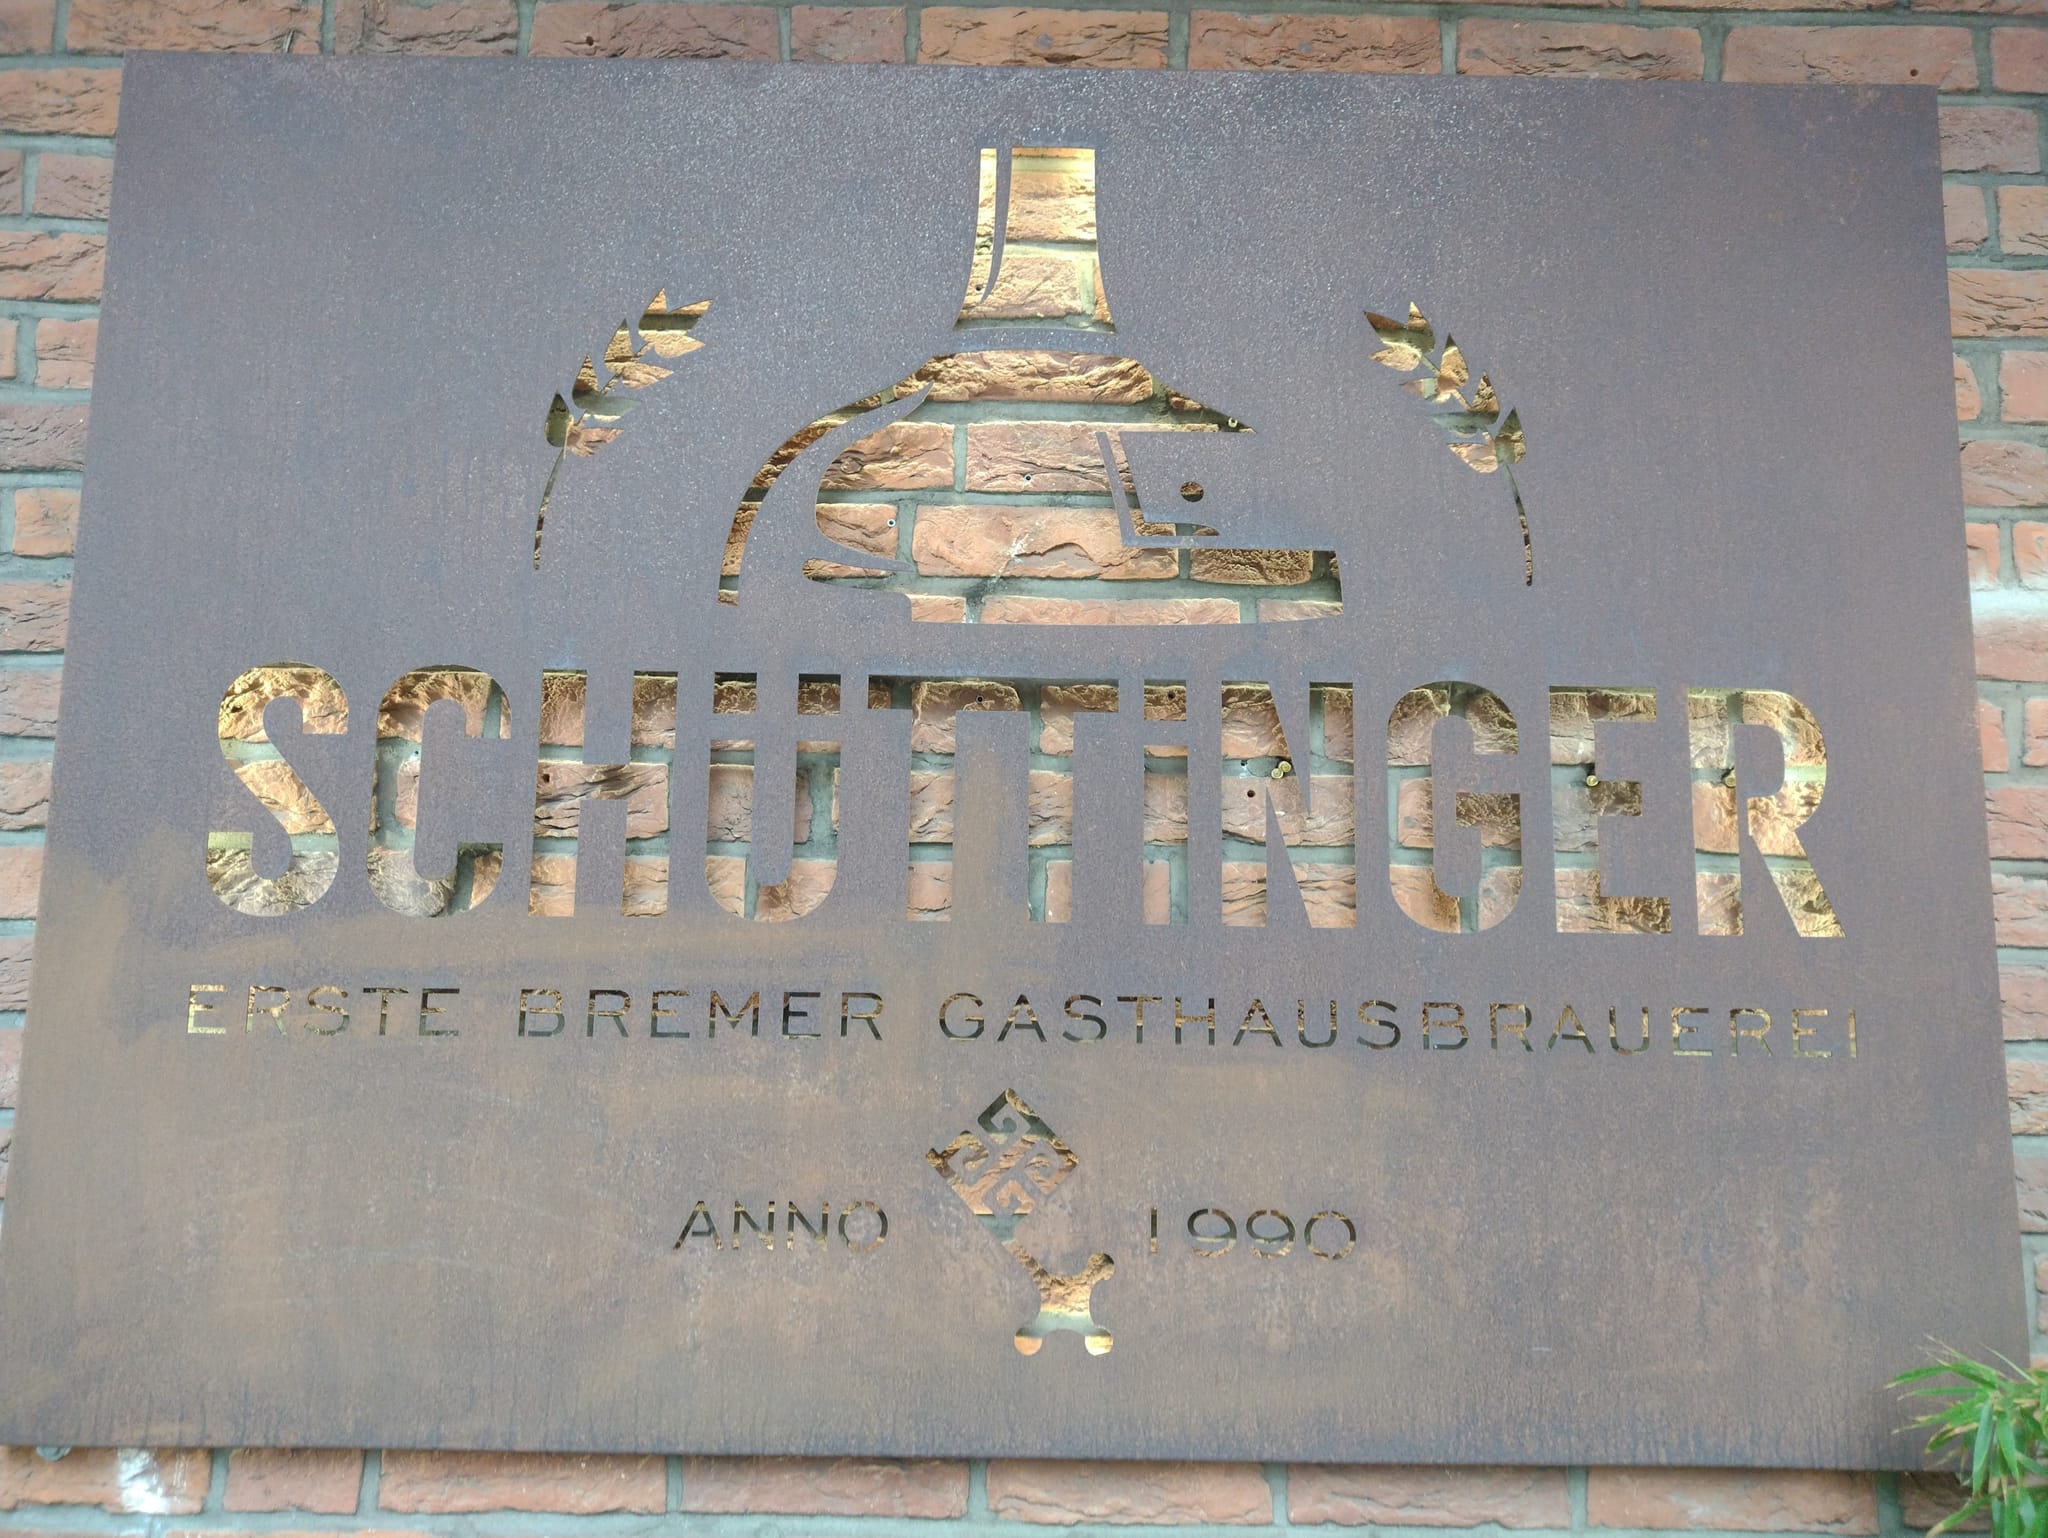 SCHÜTTiNGER
ERSTE BREMER GASTHAUSBRAUEREI
ANNO 1990